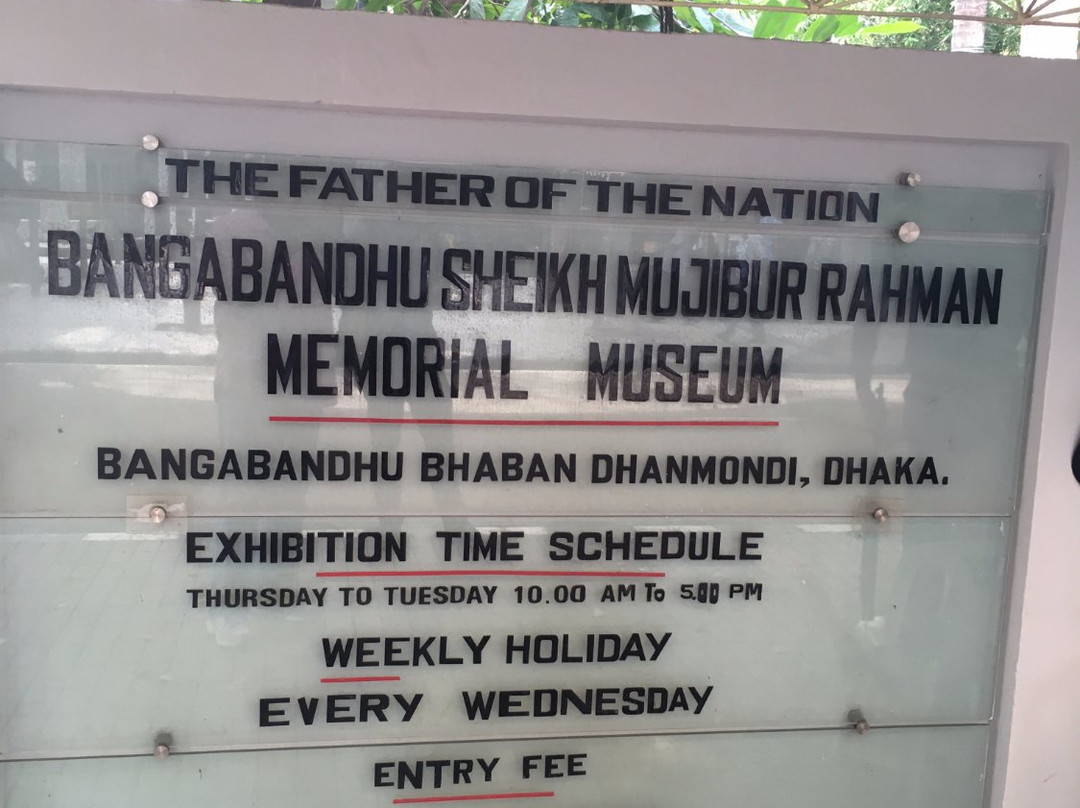 THE FATHER OF THE NATION
BANGABANDHU SHEIKH MUJIBUR RAHMAN
MEMORIAL MUSEUM
BANGABANDHU BHABAN DHANMONDI, DHAKA.
EXHIBITION TIME SCHEDULE
THURSDAY TO TUESDAY 10.00 AM To 5.00 PM
WEEKLY HOLIDAY
EVERY WEDNESDAY
ENTRY FEE